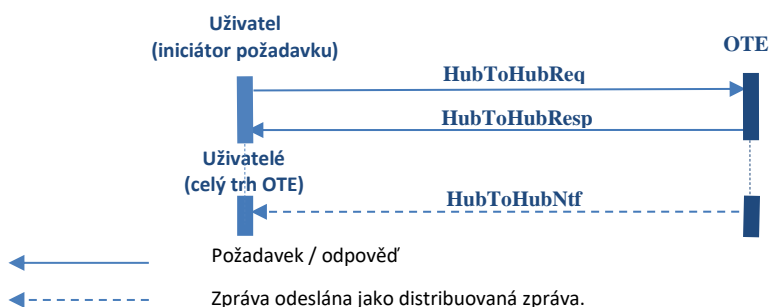 Uživatel
(iniciátor požadavku)
OTE
HubToHubReq
HubToHubResp
Uživatelé
(celý trh OTE)
HubToHubNtf
Požadavek / odpověď
Zpráva odeslána jako distribuovaná zpráva.